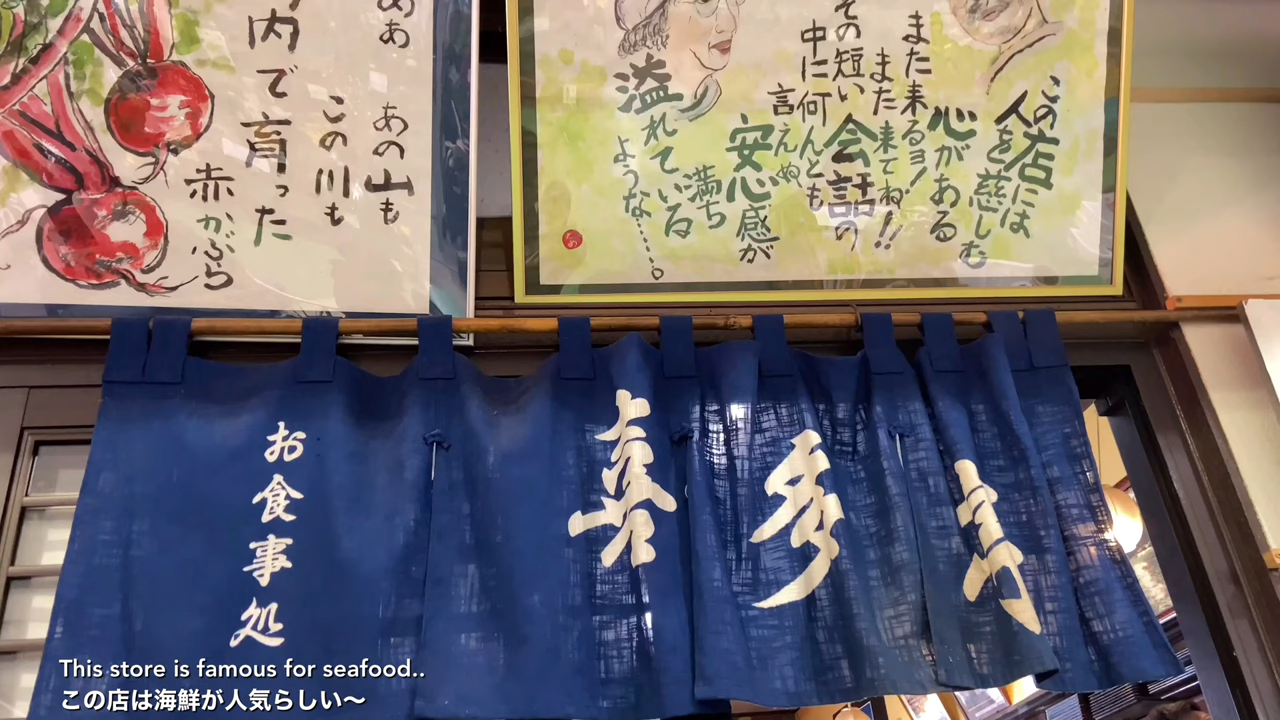 この店には
人を慈しむ
心がある
また来るョ!
また来てね!!
その短い会話の
中に何んとも
言えぬ
安心感が
満ち
溢れている
ような……。
ああ
あの山も
この川も
内で育った
赤かぶら
お食事処
This store is famous for seafood..
この店は海鮮が人気らしい〜